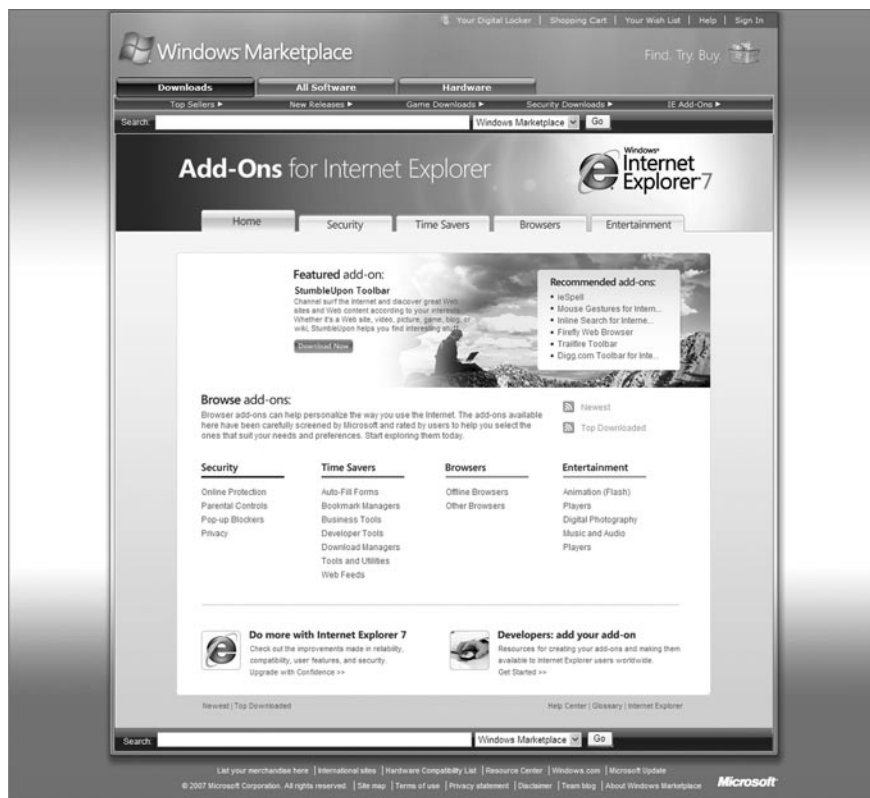 Your Digital Locker | Shopping Cart | Your Wish List | Help | Sign In
Windows Marketplace
Find. Try. Buy.
Downloads All Software Hardware
Top Sellers New Releases Game Downloads Security Downloads IE Add-Ons
Search: Windows Marketplace Go
Add-Ons for Internet Explorer
Windows
Internet
Explorer 7
Home Security Time Savers Browsers Entertainment
Featured add-on:
StumbleUpon Toolbar
Channel surf the Internet and discover great Web
sites and Web content according to your interests.
Whether it's a Web site, video, picture, game, blog, or
wiki, StumbleUpon helps you find interesting stuff.
Download Now
Recommended add-ons:
• ieSpell
• Mouse Gestures for Intern...
• Inline Search for Interne...
• Firefly Web Browser
• Trailfire Toolbar
• Digg.com Toolbar for Inte...
Browse add-ons:
Browser add-ons can help personalize the way you use the Internet. The add-ons available
here have been carefully screened by Microsoft and rated by users to help you select the
ones that suit your needs and preferences. Start exploring them today.
Newest
Top Downloaded
Security
Online Protection
Parental Controls
Pop-up Blockers
Privacy
Time Savers
Auto-Fill Forms
Bookmark Managers
Business Tools
Developer Tools
Download Managers
Tools and Utilities
Web Feeds
Browsers
Offline Browsers
Other Browsers
Entertainment
Animation (Flash)
Players
Digital Photography
Music and Audio
Players
Do more with Internet Explorer 7
Check out the improvements made in reliability,
compatibility, user features, and security.
Upgrade with Confidence >>
Developers: add your add-on
Resources for creating your add-ons and making them
available to Internet Explorer users worldwide.
Get Started >>
Newest | Top Downloaded
Help Center | Glossary | Internet Explorer
Search: Windows Marketplace Go
List your merchandise here | International sites | Hardware Compatibility List | Resource Center | Windows.com | Microsoft Update
© 2007 Microsoft Corporation. All rights reserved. | Site map | Terms of use | Privacy statement | Disclaimer | Team blog | About Windows Marketplace
Microsoft